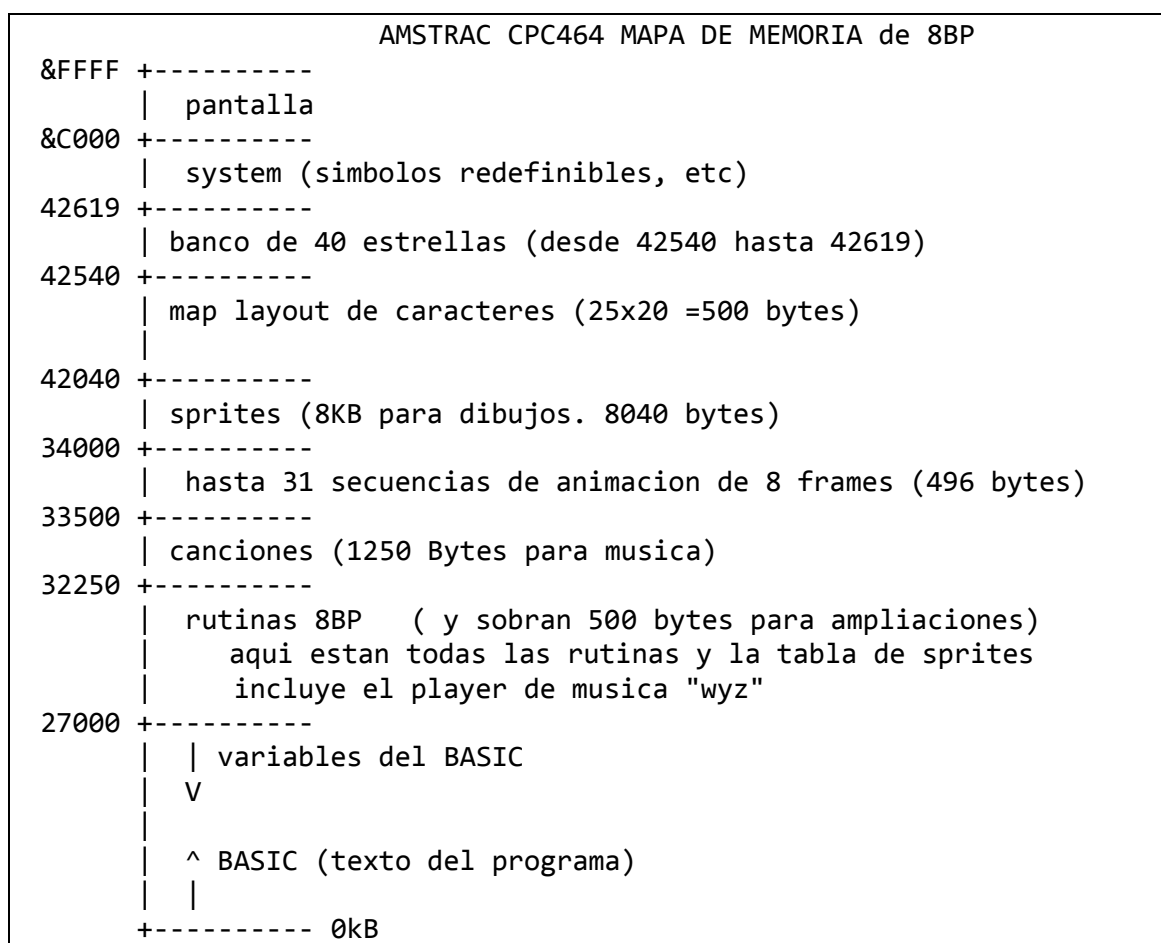 AMSTRAC CPC464 MAPA DE MEMORIA de 8BP
&FFFF +----------
| pantalla
&C000 +----------
| system (simbolos redefinibles, etc)
42619 +----------
| banco de 40 estrellas (desde 42540 hasta 42619)
42540 +----------
| map layout de caracteres (25x20 =500 bytes)
|
42040 +----------
| sprites (8KB para dibujos. 8040 bytes)
34000 +----------
| hasta 31 secuencias de animacion de 8 frames (496 bytes)
33500 +----------
| canciones (1250 Bytes para musica)
32250 +----------
| rutinas 8BP ( y sobran 500 bytes para ampliaciones)
| aqui estan todas las rutinas y la tabla de sprites
| incluye el player de musica "wyz"
27000 +----------
| | variables del BASIC
| V
|
| ^ BASIC (texto del programa)
| |
+---------- 0kB